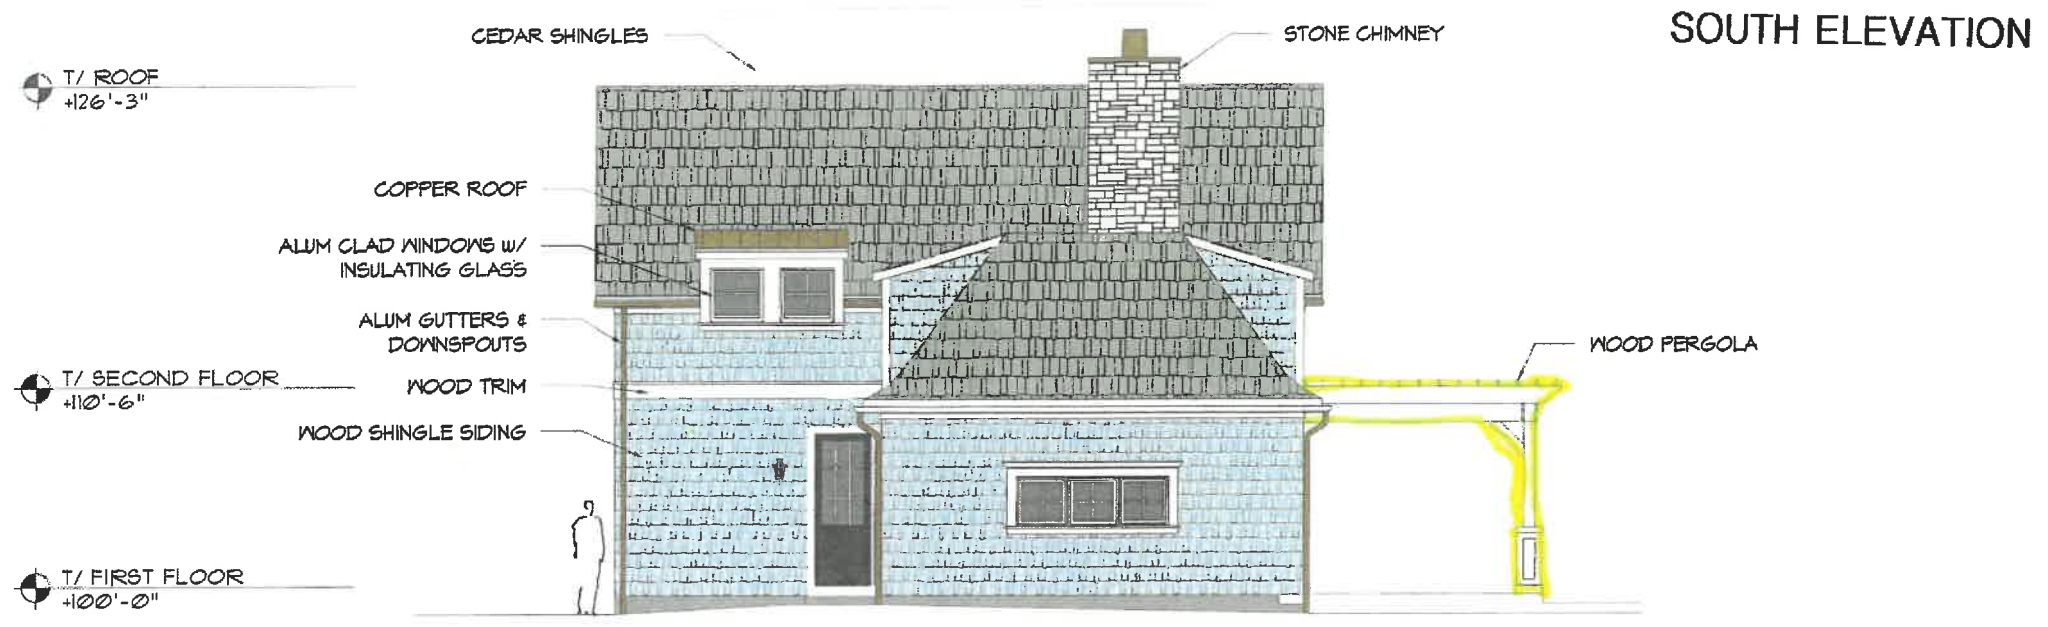 SOUTH ELEVATION
CEDAR SHINGLES
STONE CHIMNEY
T/ ROOF
+126'-3"
COPPER ROOF
ALUM CLAD WINDOWS W/
INSULATING GLASS
ALUM GUTTERS &
DOWNSPOUTS
WOOD PERGOLA
T/ SECOND FLOOR
+110'-6"
WOOD TRIM
WOOD SHINGLE SIDING
T/ FIRST FLOOR
+100'-0"